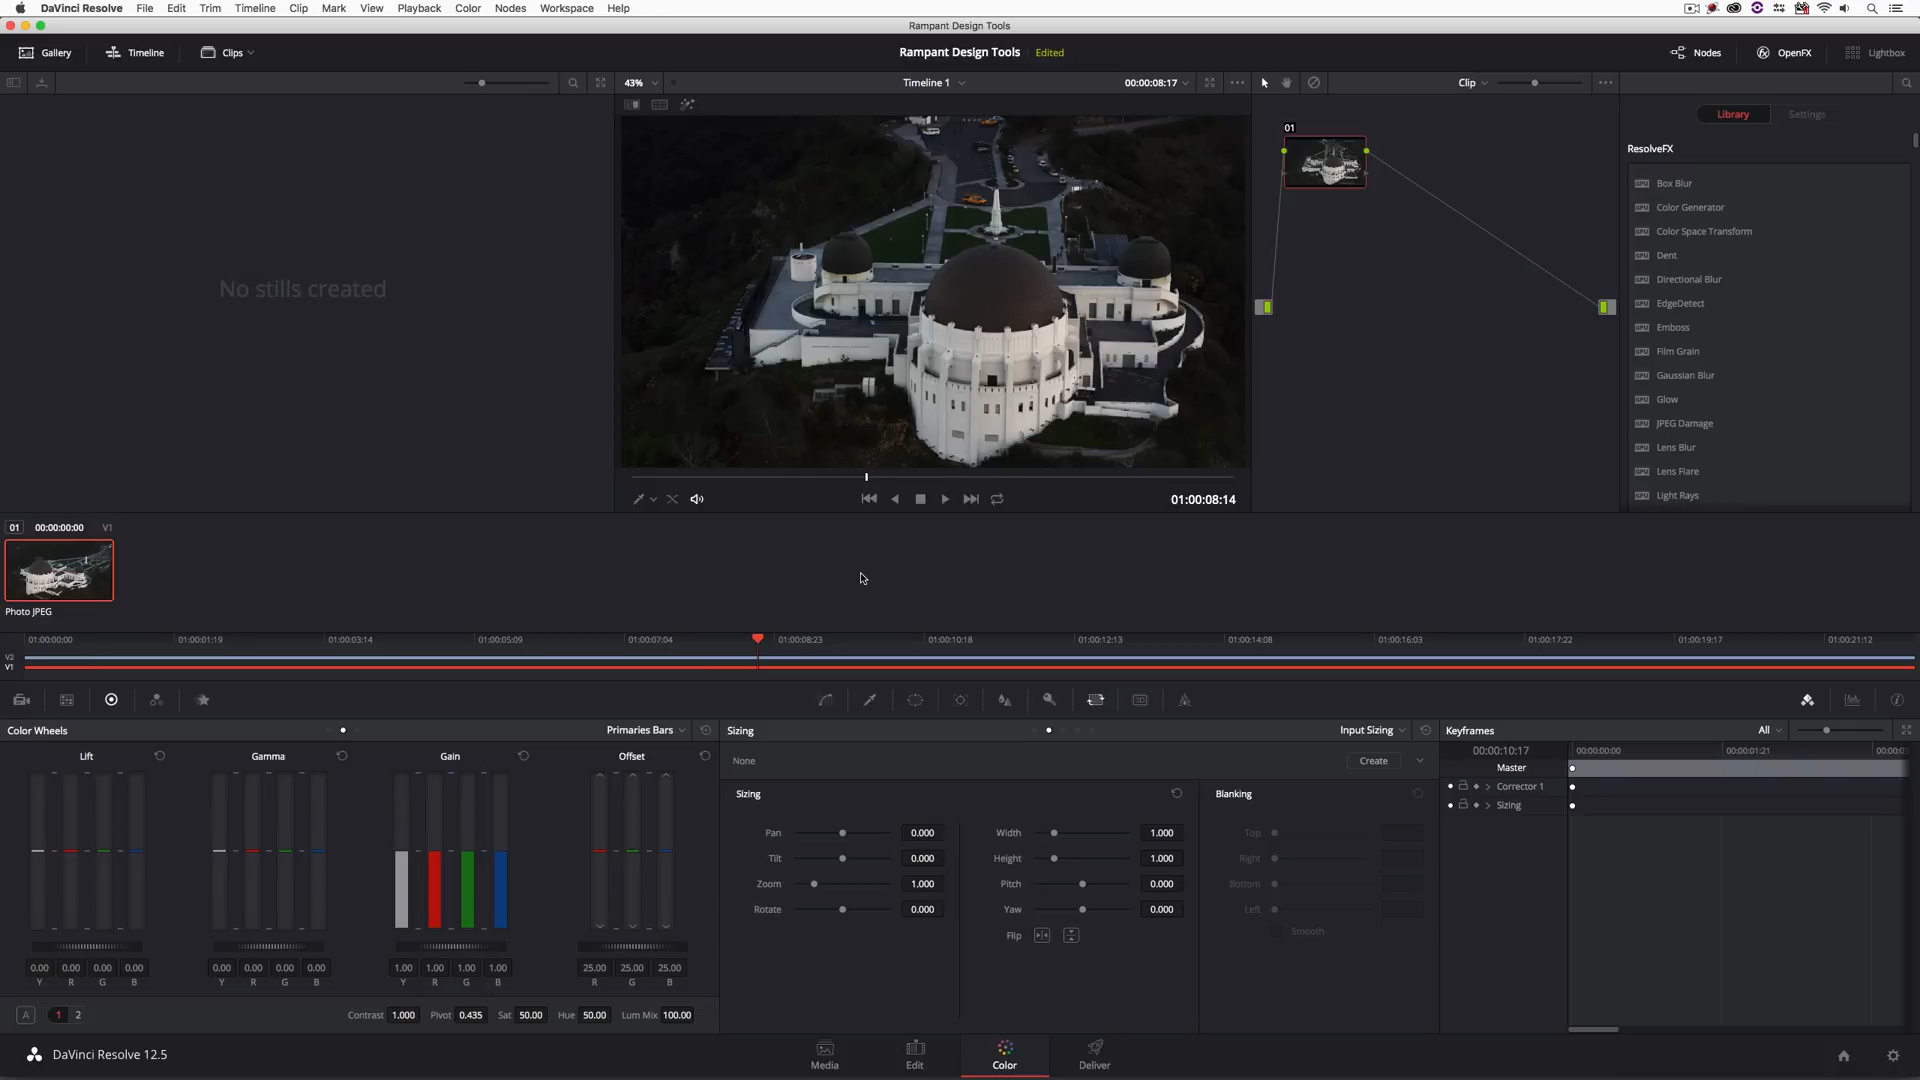 DaVinci Resolve File Edit Trim Timeline Clip Mark View Playback Color Nodes Workspace Help
Rampant Design Tools
Gallery Timeline Clips Rampant Design Tools Edited Nodes OpenFX Lightbox
43% Timeline 1 00:00:08:17 Clip
Library Settings
01
ResolveFX
Box Blur
Color Generator
Color Space Transform
Dent
Directional Blur
EdgeDetect
Emboss
Film Grain
Gaussian Blur
Glow
JPEG Damage
Lens Blur
Lens Flare
Light Rays
No stills created
01:00:08:14
01 00:00:00:00 V1
Photo JPEG
01:00:00:00 01:00:01:19 01:00:03:14 01:00:05:09 01:00:07:04 01:00:08:23 01:00:10:18 01:00:12:13 01:00:14:08 01:00:16:03 01:00:17:22 01:00:19:17 01:00:21:12
V2
V1
3D
Color Wheels Primaries Bars Sizing Input Sizing Keyframes All
Lift Gamma Gain Offset
None Create
00:00:10:17 00:00:00:00 00:00:01:21
Master
Corrector 1
Sizing
Sizing Blanking
Pan 0.000 Width 1.000 Top
Tilt 0.000 Height 1.000 Right
Zoom 1.000 Pitch 0.000 Bottom
Rotate 0.000 Yaw 0.000 Left
Flip Smooth
0.00 0.00 0.00 0.00 0.00 0.00 0.00 0.00 1.00 1.00 1.00 1.00 25.00 25.00 25.00
Y R G B Y R G B Y R G B R G B
A 1 2 Contrast 1.000 Pivot 0.435 Sat 50.00 Hue 50.00 Lum Mix 100.00
DaVinci Resolve 12.5 Media Edit Color Deliver